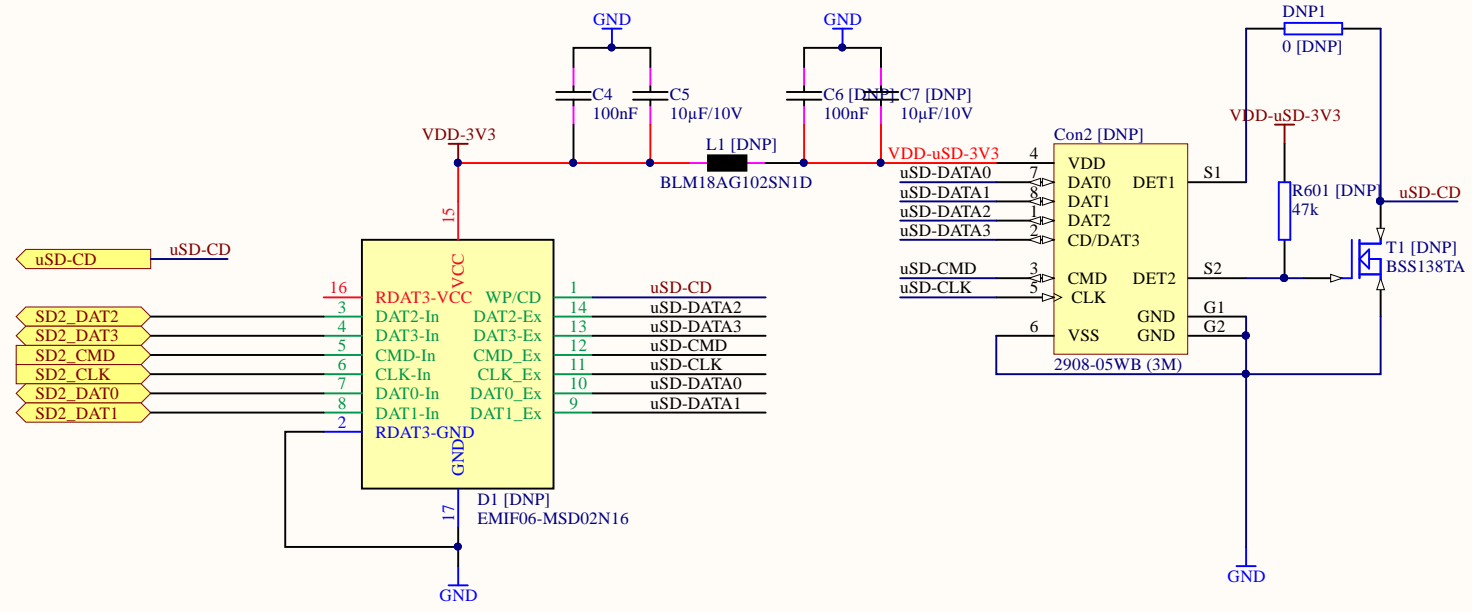 GND
GND
DNP1
0 [DNP]
C4
100nF
C5
10µF/10V
C6 [DNP]
100nF
C7 [DNP]
10µF/10V
VDD-3V3
L1 [DNP]
BLM18AG102SN1D
VDD-uSD-3V3
Con2 [DNP]
VDD-uSD-3V3
4
VDD
uSD-DATA0
7
DAT0
DET1
S1
uSD-DATA1
8
DAT1
R601 [DNP]
47k
uSD-CD
uSD-DATA2
1
DAT2
uSD-DATA3
2
CD/DAT3
T1 [DNP]
BSS138TA
uSD-CMD
3
CMD
DET2
S2
uSD-CLK
5
CLK
GND
G1
6
VSS
GND
G2
2908-05WB (3M)
GND
15
VCC
uSD-CD
uSD-CD
16
RDAT3-VCC
WP/CD
1
uSD-CD
SD2_DAT2
3
DAT2-In
DAT2-Ex
14
uSD-DATA2
SD2_DAT3
4
DAT3-In
DAT3-Ex
13
uSD-DATA3
SD2_CMD
5
CMD-In
CMD_Ex
12
uSD-CMD
SD2_CLK
6
CLK-In
CLK_Ex
11
uSD-CLK
SD2_DAT0
7
DAT0-In
DAT0_Ex
10
uSD-DATA0
SD2_DAT1
8
DAT1-In
DAT1_Ex
9
uSD-DATA1
2
RDAT3-GND
GND
17
D1 [DNP]
EMIF06-MSD02N16
GND